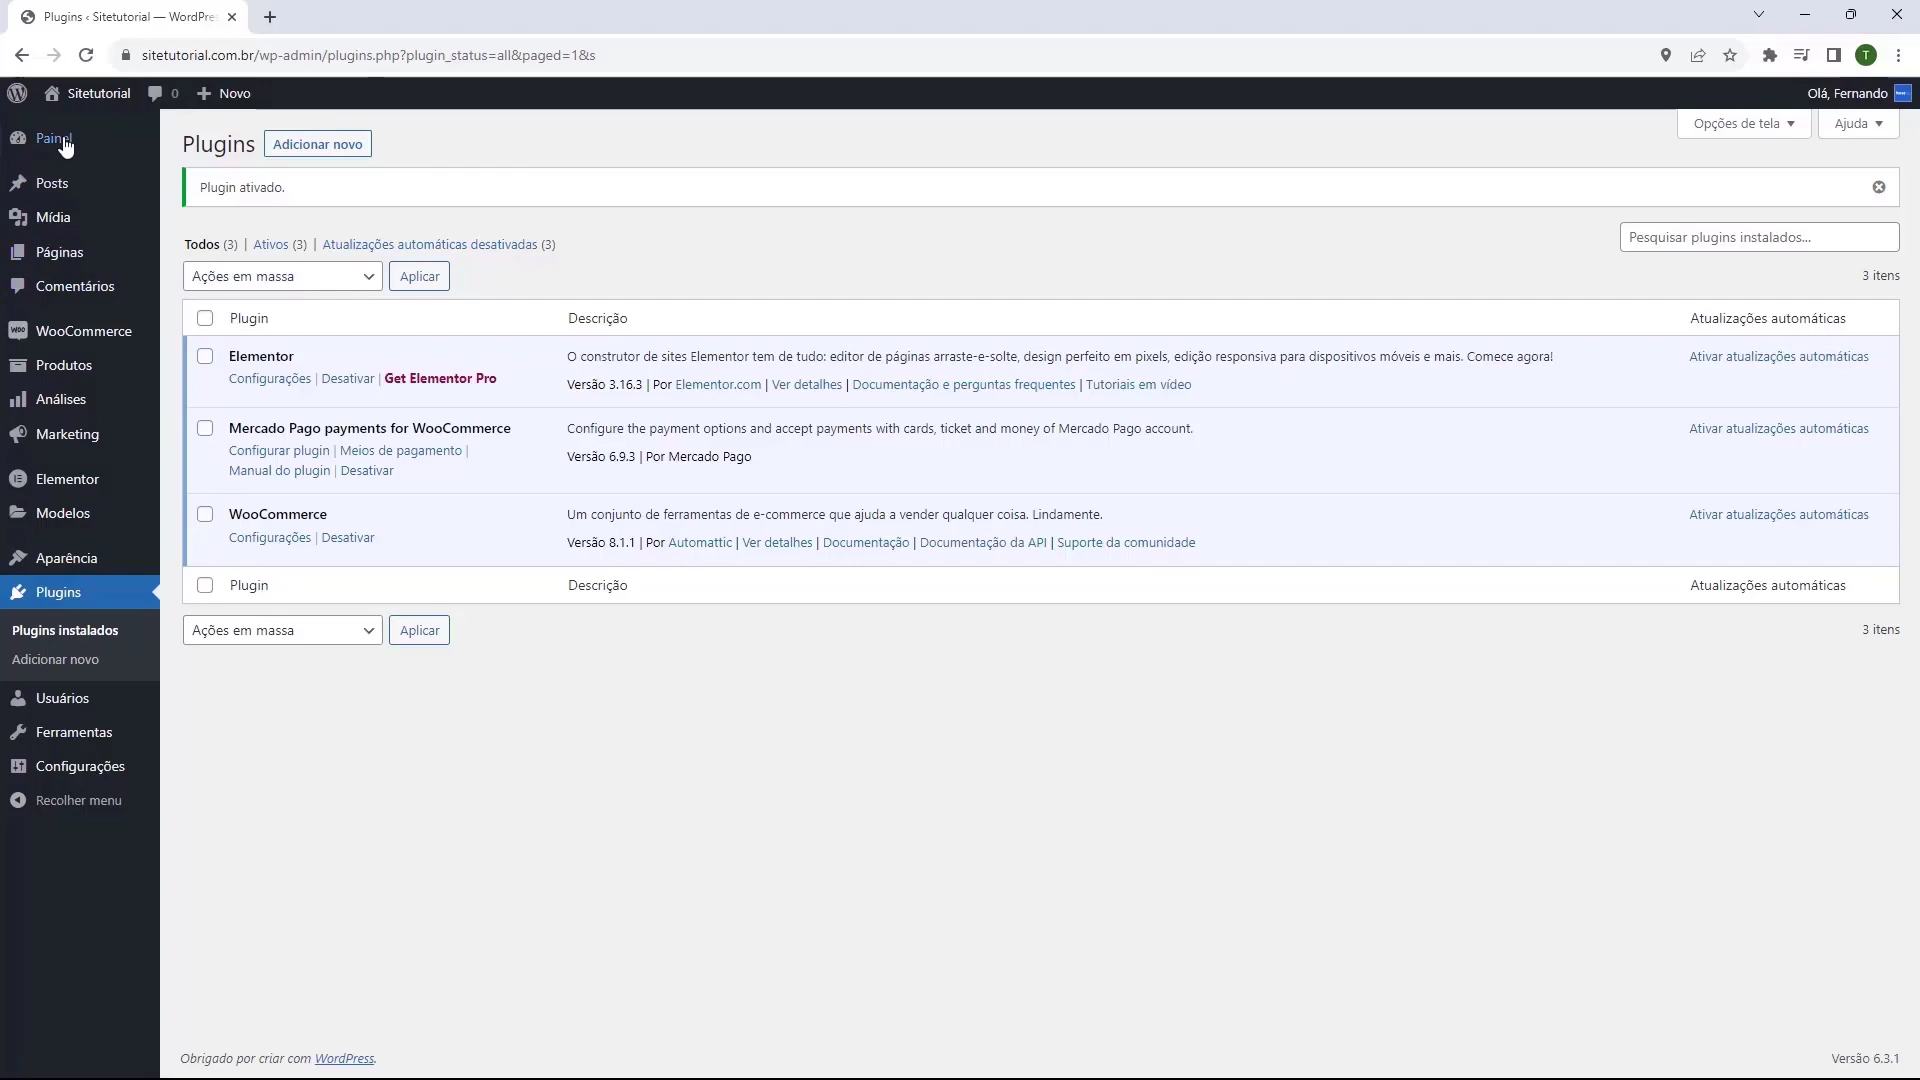 Plugins ‹ Sitetutorial — WordPre
sitetutorial.com.br/wp-admin/plugins.php?plugin_status=all&paged=1&s
T
Sitetutorial 0 Novo
Olá, Fernando
Painel
Posts
Mídia
Páginas
Comentários
WooCommerce
Produtos
Análises
Marketing
Elementor
Modelos
Aparência
Plugins
Plugins instalados
Adicionar novo
Usuários
Ferramentas
Configurações
Recolher menu
Opções de tela Ajuda
Plugins Adicionar novo
Plugin ativado.
Todos (3) | Ativos (3) | Atualizações automáticas desativadas (3)
Pesquisar plugins instalados...
Ações em massa Aplicar
3 itens
Plugin Descrição Atualizações automáticas
Elementor
Configurações | Desativar | Get Elementor Pro
O construtor de sites Elementor tem de tudo: editor de páginas arraste-e-solte, design perfeito em pixels, edição responsiva para dispositivos móveis e mais. Comece agora!
Versão 3.16.3 | Por Elementor.com | Ver detalhes | Documentação e perguntas frequentes | Tutoriais em vídeo
Ativar atualizações automáticas
Mercado Pago payments for WooCommerce
Configurar plugin | Meios de pagamento |
Manual do plugin | Desativar
Configure the payment options and accept payments with cards, ticket and money of Mercado Pago account.
Versão 6.9.3 | Por Mercado Pago
Ativar atualizações automáticas
WooCommerce
Configurações | Desativar
Um conjunto de ferramentas de e-commerce que ajuda a vender qualquer coisa. Lindamente.
Versão 8.1.1 | Por Automattic | Ver detalhes | Documentação | Documentação da API | Suporte da comunidade
Ativar atualizações automáticas
Plugin Descrição Atualizações automáticas
Ações em massa Aplicar
3 itens
Obrigado por criar com WordPress.
Versão 6.3.1